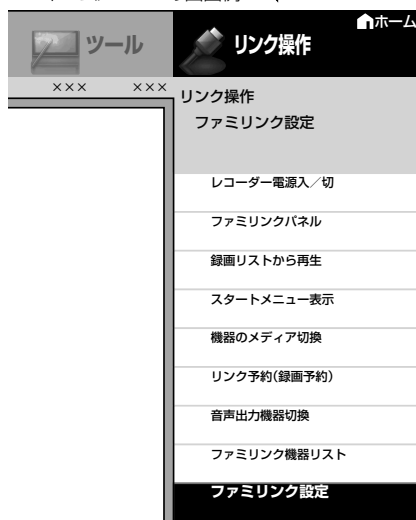 ホーム
ツール
リンク操作
××× ×××
リンク操作
ファミリンク設定
レコーダー電源入／切
ファミリンクパネル
録画リストから再生
スタートメニュー表示
機器のメディア切換
リンク予約(録画予約)
音声出力機器切換
ファミリンク機器リスト
ファミリンク設定